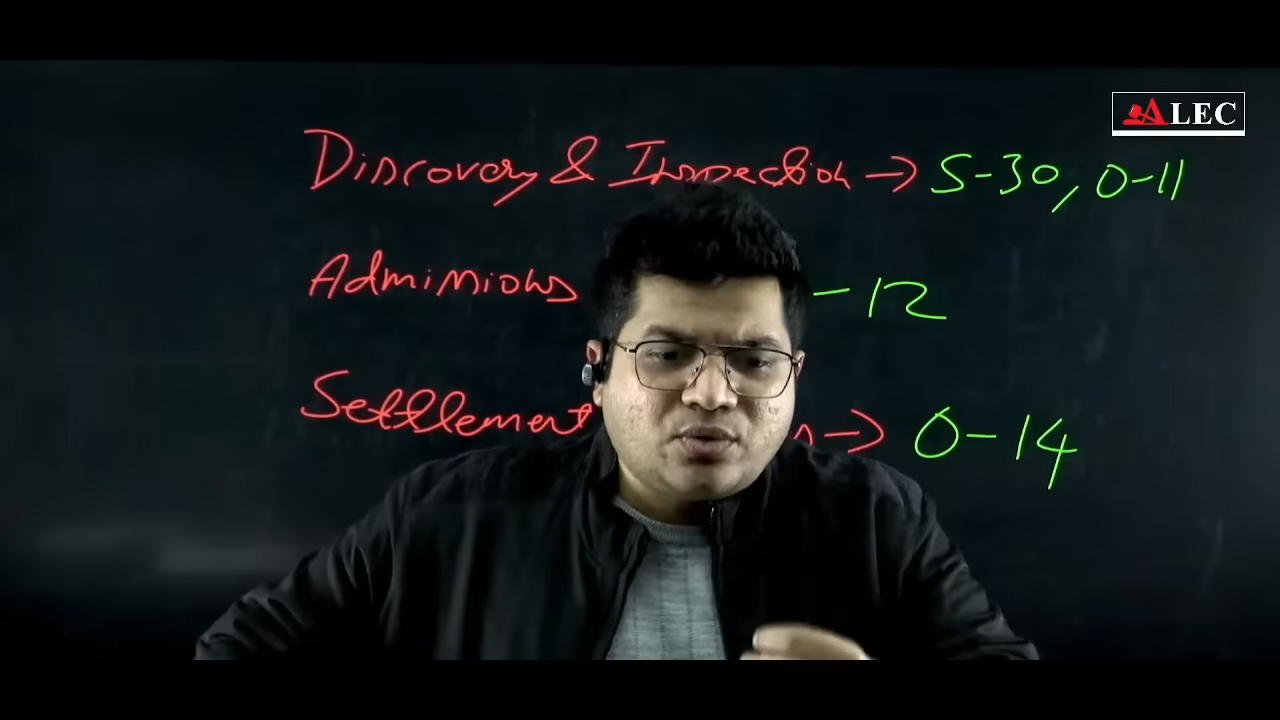 ALEC
Discovery & Inspection → S-30, O-11
Admissions -12
Settlement → O-14